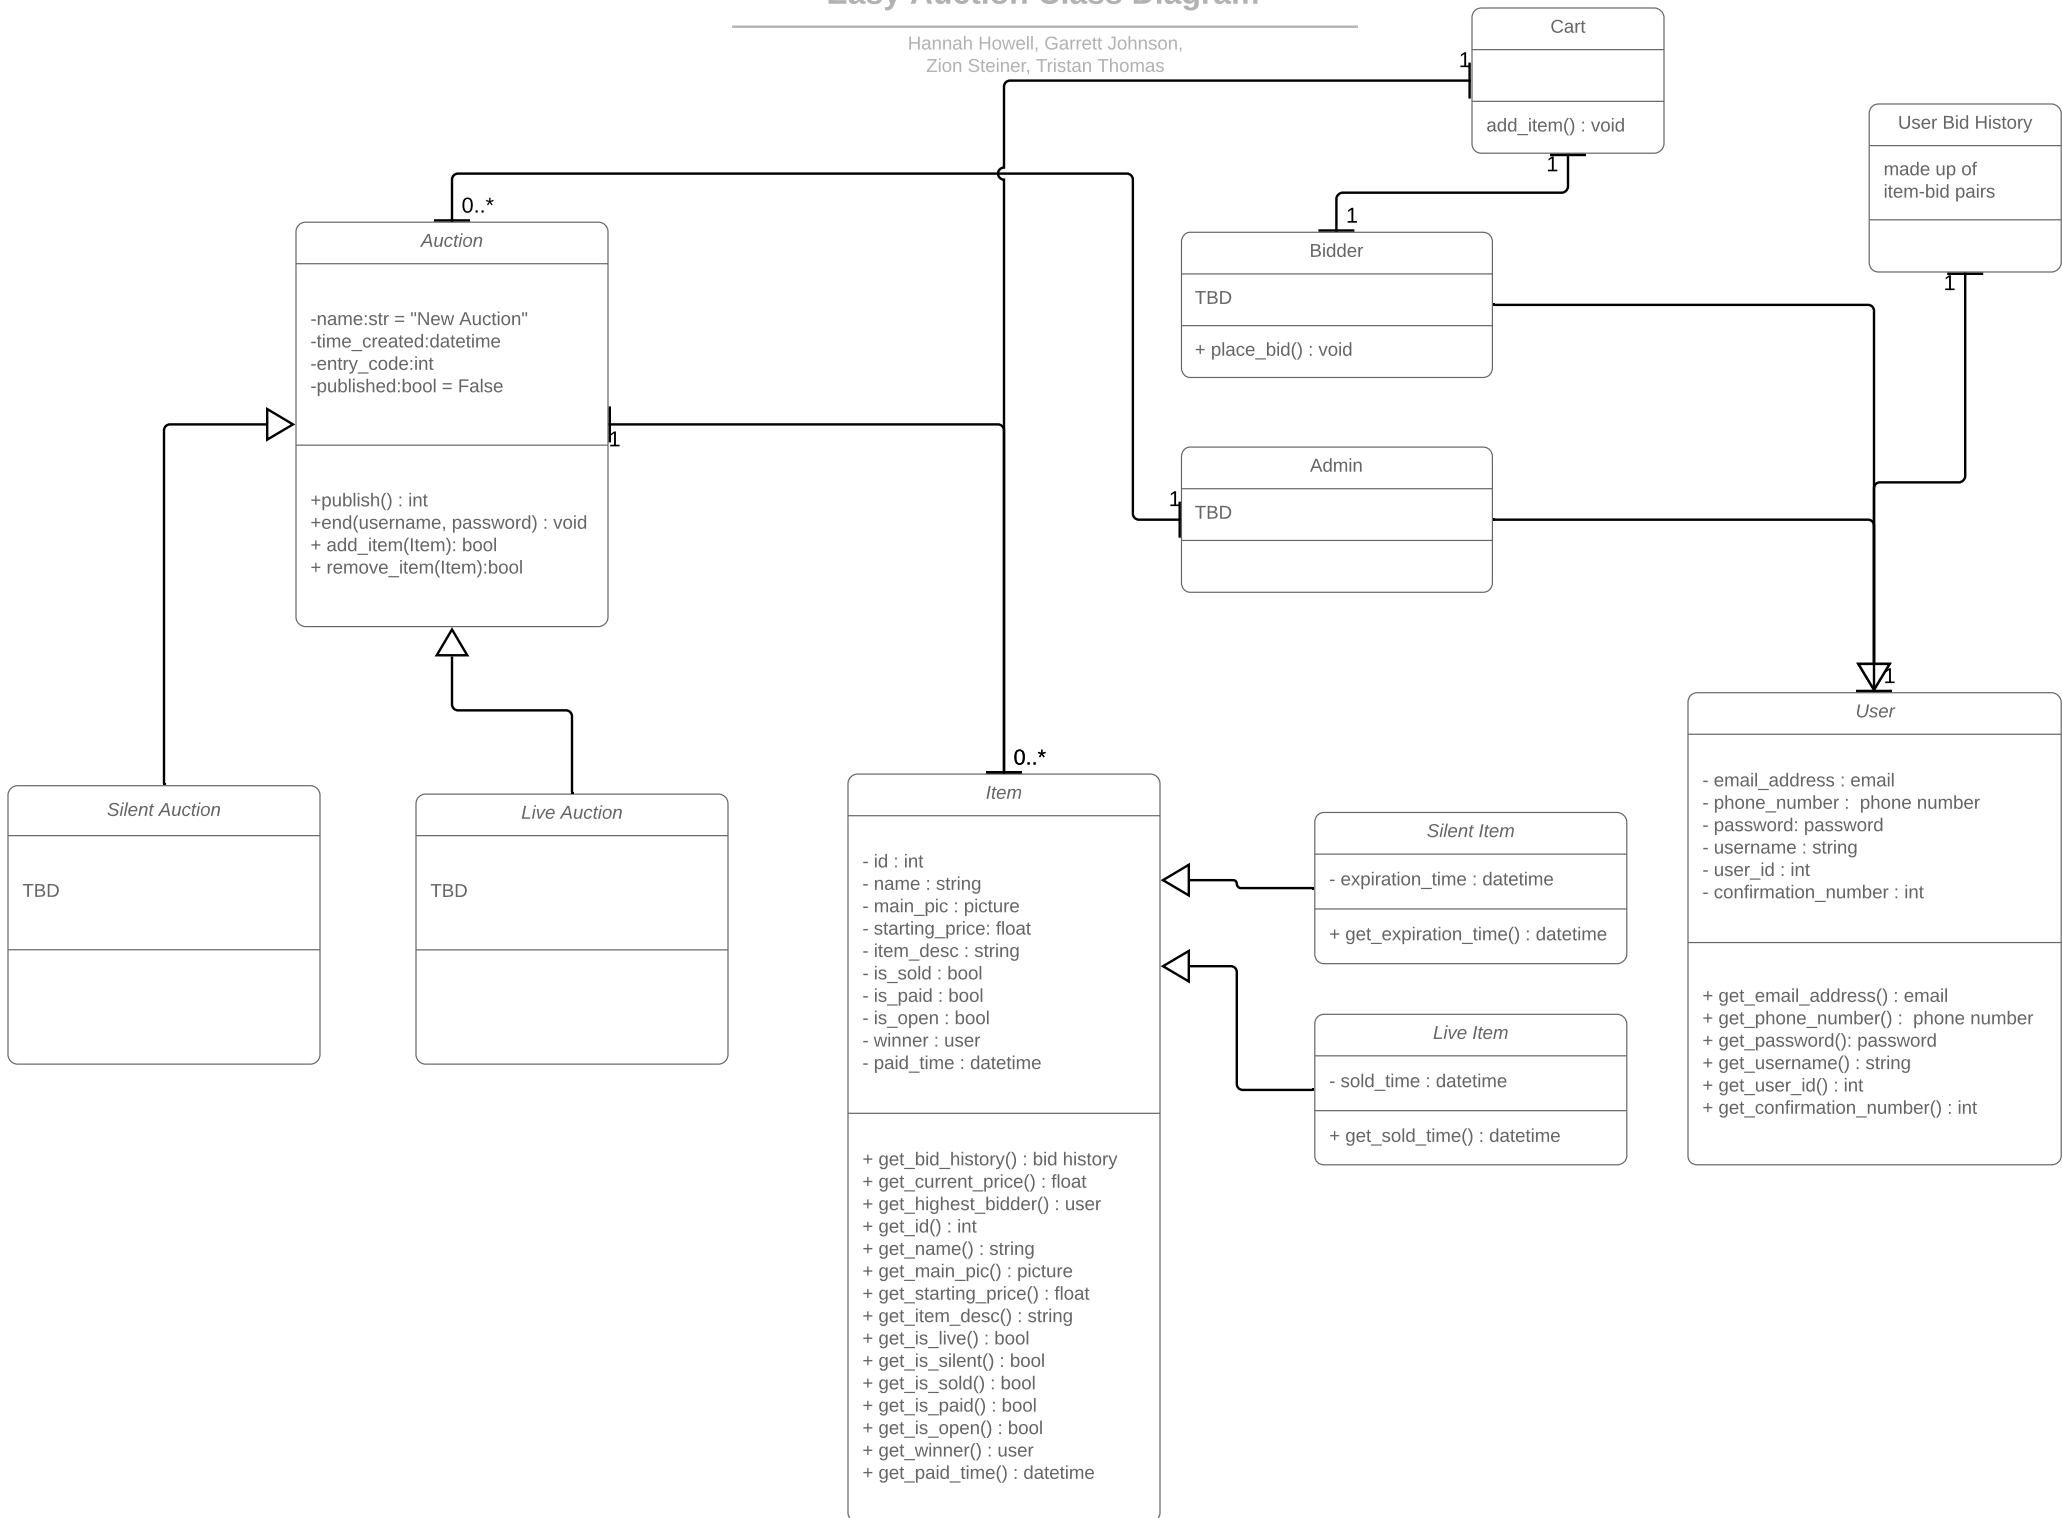 Easy Auction Class Diagram
Hannah Howell, Garrett Johnson,
Zion Steiner, Tristan Thomas
Cart
add_item() : void
1
1
User Bid History
made up of
item-bid pairs
1
Auction
-name:str = "New Auction"
-time_created:datetime
-entry_code:int
-published:bool = False
+publish() : int
+end(username, password) : void
+ add_item(Item): bool
+ remove_item(Item):bool
0..*
1
Bidder
TBD
+ place_bid() : void
1
Admin
TBD
1
Silent Auction
TBD
Live Auction
TBD
0..*
Item
- id : int
- name : string
- main_pic : picture
- starting_price: float
- item_desc : string
- is_sold : bool
- is_paid : bool
- is_open : bool
- winner : user
- paid_time : datetime
+ get_bid_history() : bid history
+ get_current_price() : float
+ get_highest_bidder() : user
+ get_id() : int
+ get_name() : string
+ get_main_pic() : picture
+ get_starting_price() : float
+ get_item_desc() : string
+ get_is_live() : bool
+ get_is_silent() : bool
+ get_is_sold() : bool
+ get_is_paid() : bool
+ get_is_open() : bool
+ get_winner() : user
+ get_paid_time() : datetime
Silent Item
- expiration_time : datetime
+ get_expiration_time() : datetime
Live Item
- sold_time : datetime
+ get_sold_time() : datetime
1
User
- email_address : email
- phone_number :  phone number
- password: password
- username : string
- user_id : int
- confirmation_number : int
+ get_email_address() : email
+ get_phone_number() :  phone number
+ get_password(): password
+ get_username() : string
+ get_user_id() : int
+ get_confirmation_number() : int